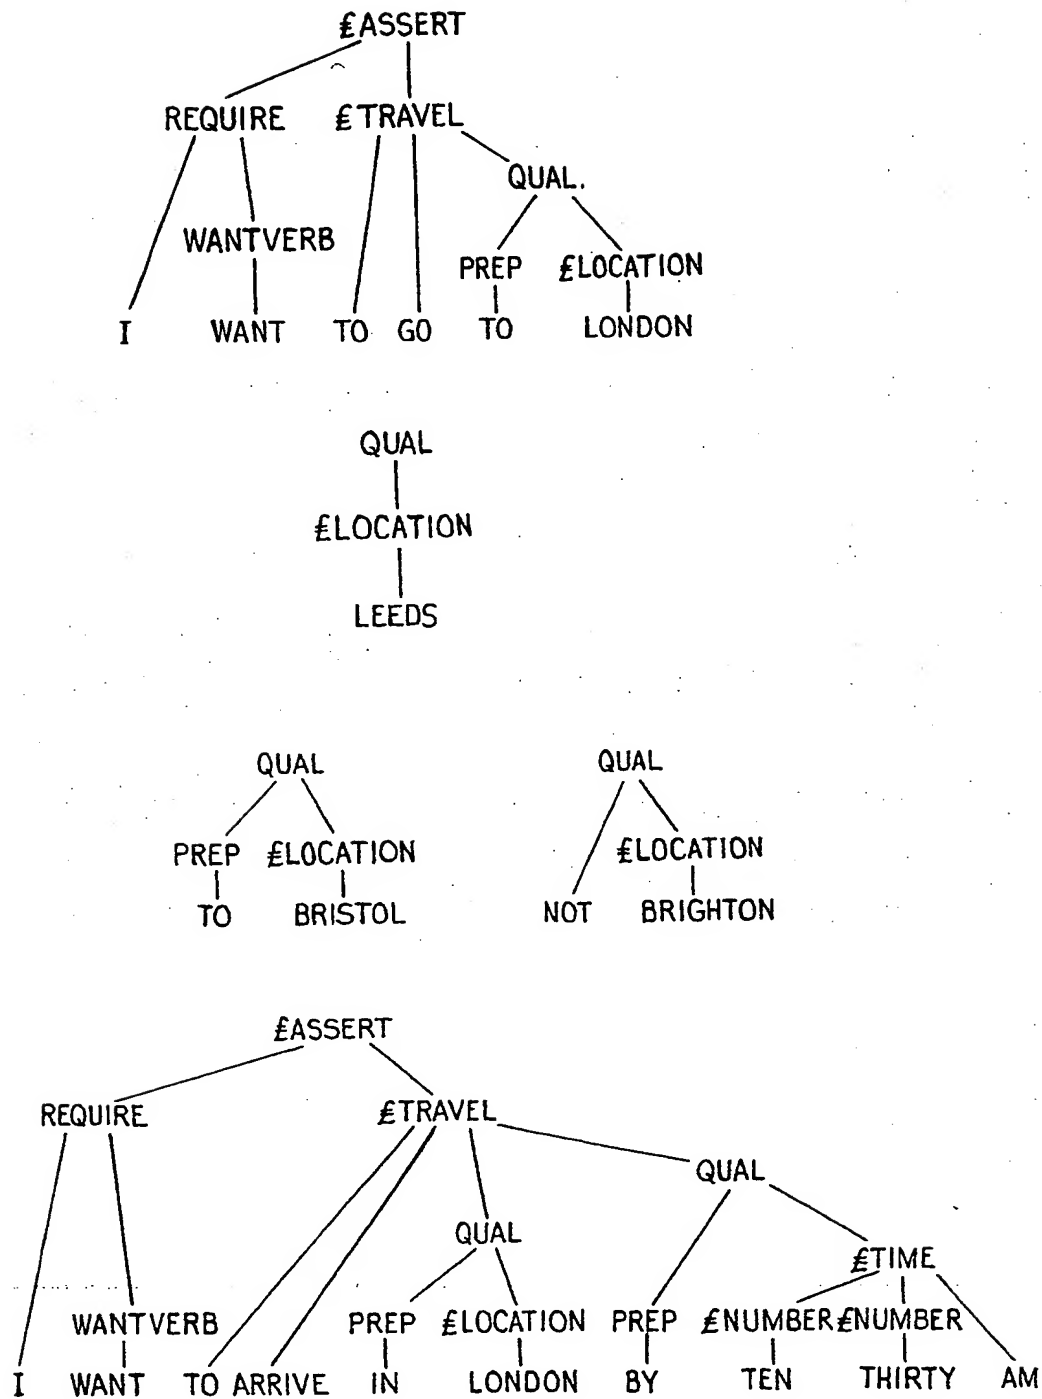 £ASSERT
REQUIRE £TRAVEL
QUAL.
WANTVERB
PREP £LOCATION
I WANT TO GO TO LONDON
QUAL
£LOCATION
LEEDS
QUAL QUAL
PREP £LOCATION £LOCATION
TO BRISTOL NOT BRIGHTON
£ASSERT
REQUIRE £TRAVEL
QUAL
QUAL
£TIME
WANTVERB PREP £LOCATION PREP £NUMBER £NUMBER
I WANT TO ARRIVE IN LONDON BY TEN THIRTY AM